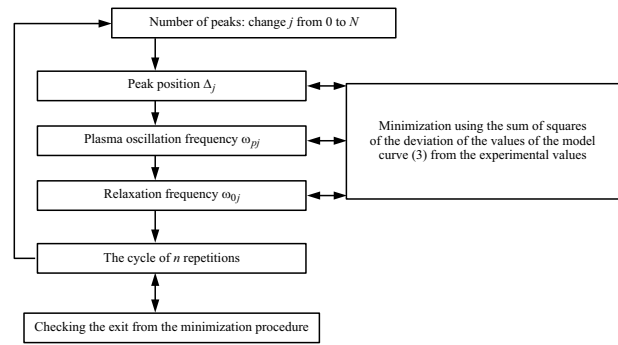 Number of peaks: change j from 0 to N
Peak position Δj
Plasma oscillation frequency ωpj
Relaxation frequency ω0j
The cycle of n repetitions
Checking the exit from the minimization procedure
Minimization using the sum of squares
of the deviation of the values of the model
curve (3) from the experimental values